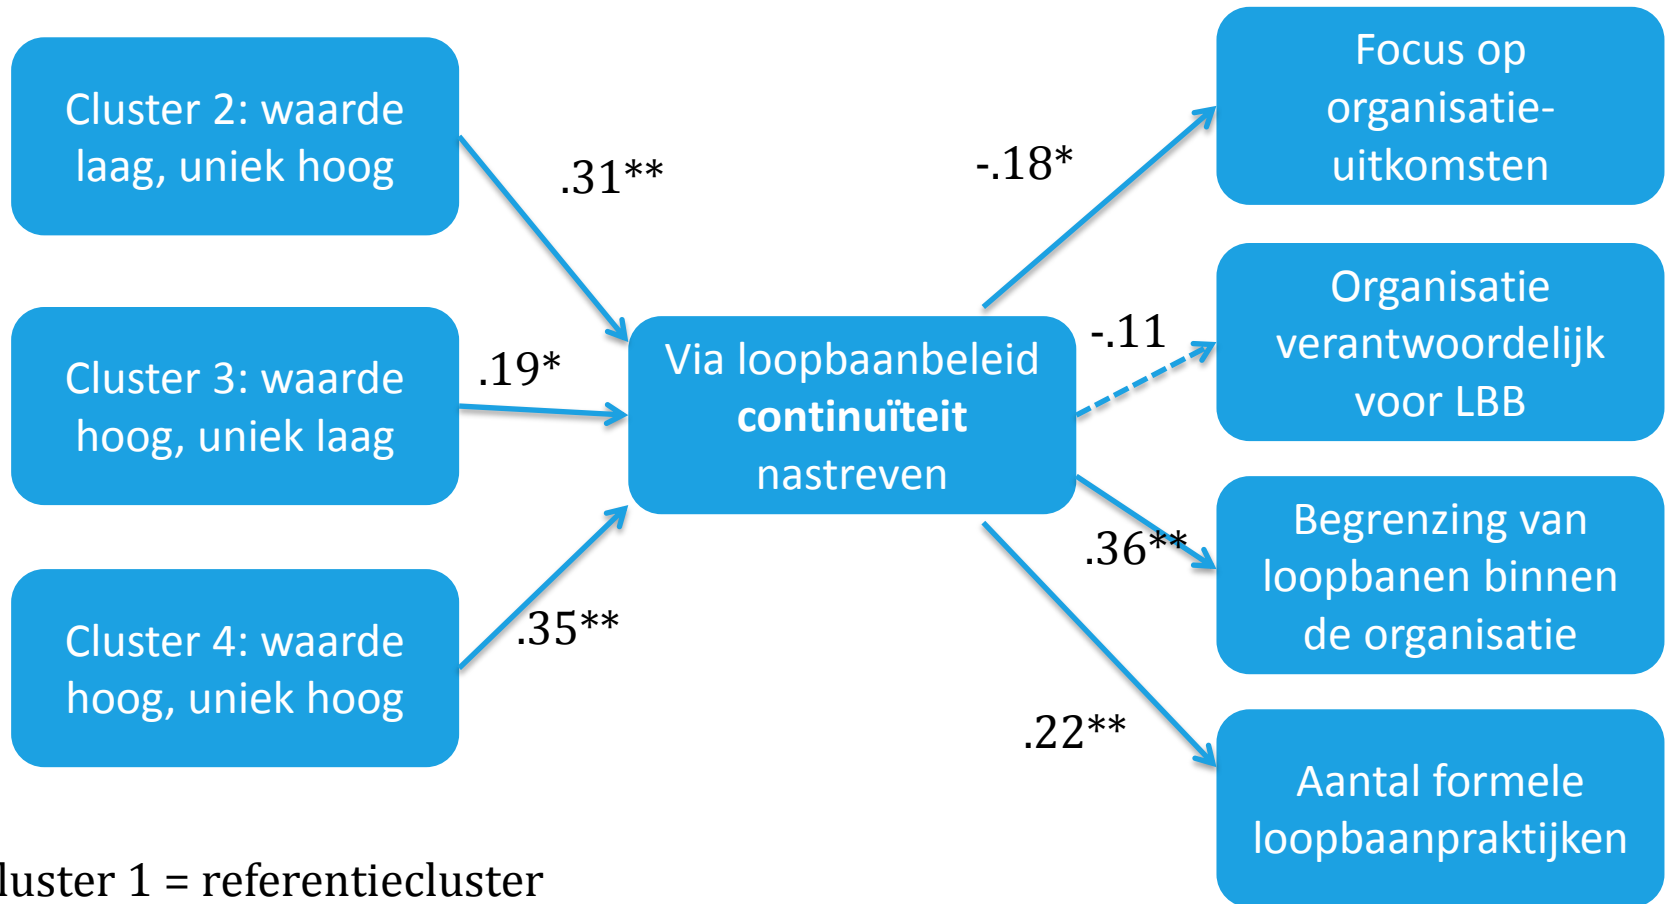 Cluster 2: waarde
laag, uniek hoog
Cluster 3: waarde
hoog, uniek laag
Cluster 4: waarde
hoog, uniek hoog
.31**
.19*
.35**
Via loopbaanbeleid
continuïteit
nastreven
-.18*
-.11
.36**
.22**
Focus op
organisatie-
uitkomsten
Organisatie
verantwoordelijk
voor LBB
Begrenzing van
loopbanen binnen
de organisatie
Aantal formele
loopbaanpraktijken
luster 1 = referentiecluster